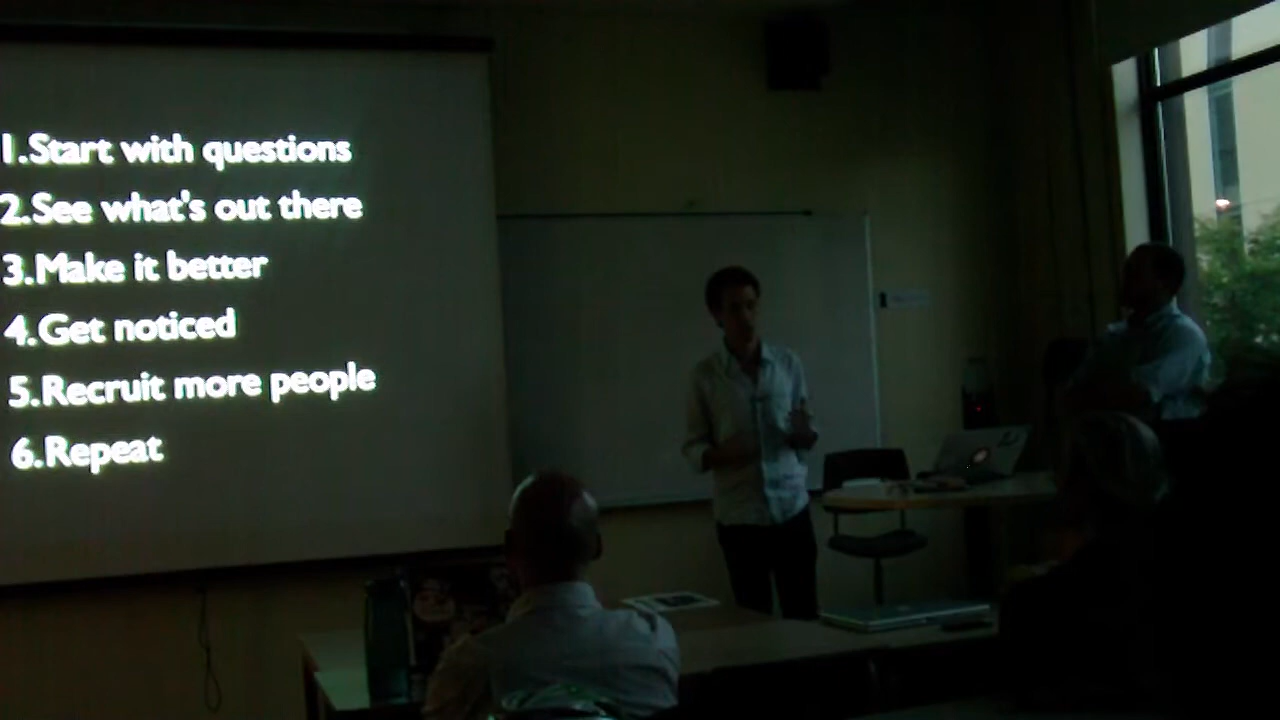 1.Start with questions
2.See what's out there
3.Make it better
4.Get noticed
5.Recruit more people
6.Repeat